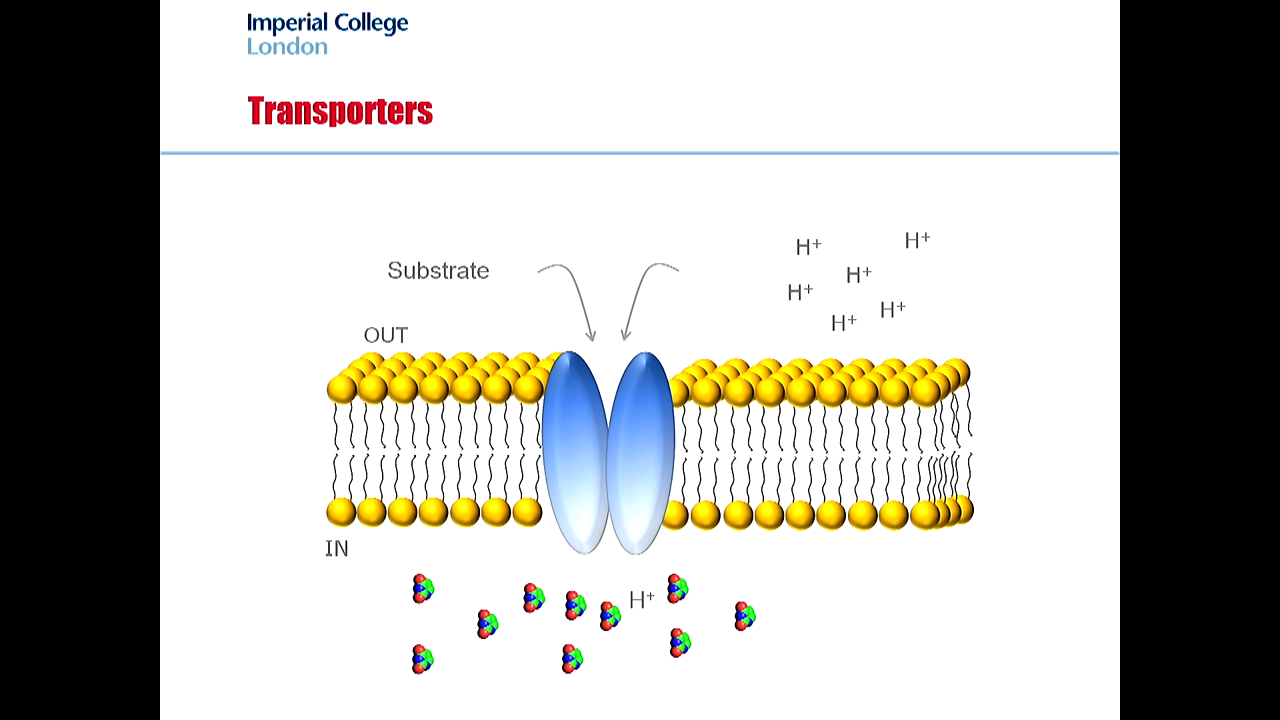 Imperial College
London
Transporters
H⁺
H⁺
Substrate
H⁺
H⁺
H⁺
H⁺
OUT
IN
H⁺